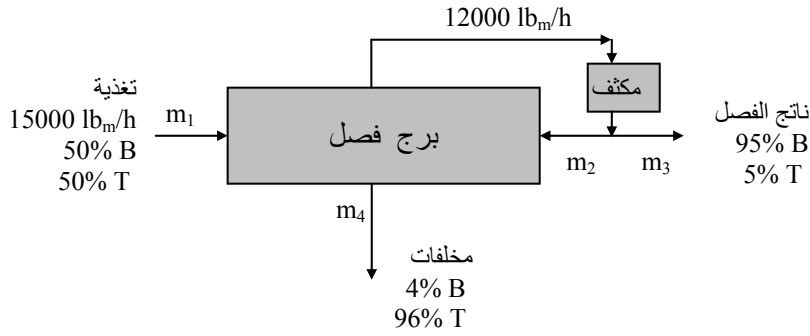 12000 lbm/h
مكثف
تغذية
15000 lbm/h
50% B
50% T
m1
برج فصل
m2
m3
ناتج الفصل
95% B
5% T
m4
مخلفات
4% B
96% T